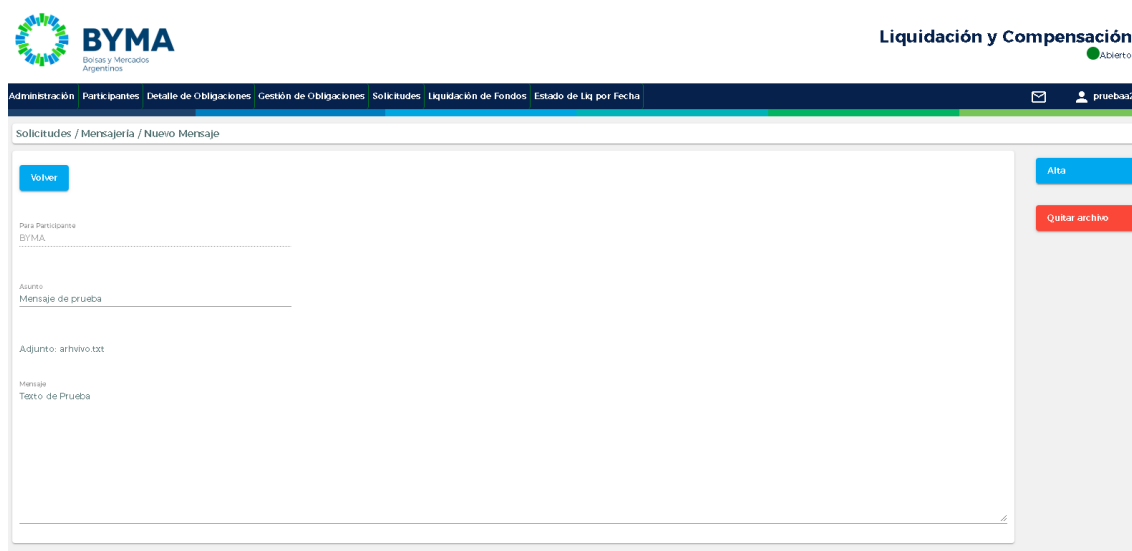 BYMA
Bolsas y Mercados
Argentinos
Liquidación y Compensación
Abierto
Administración Participantes Detalle de Obligaciones Gestión de Obligaciones Solicitudes Liquidación de Fondos Estado de Liq por Fecha pruebaa2
Solicitudes / Mensajería / Nuevo Mensaje
Volver
Alta
Quitar archivo
Para Participante
BYMA
Asunto
Mensaje de prueba
Adjunto: arhvivo.txt
Mensaje
Texto de Prueba